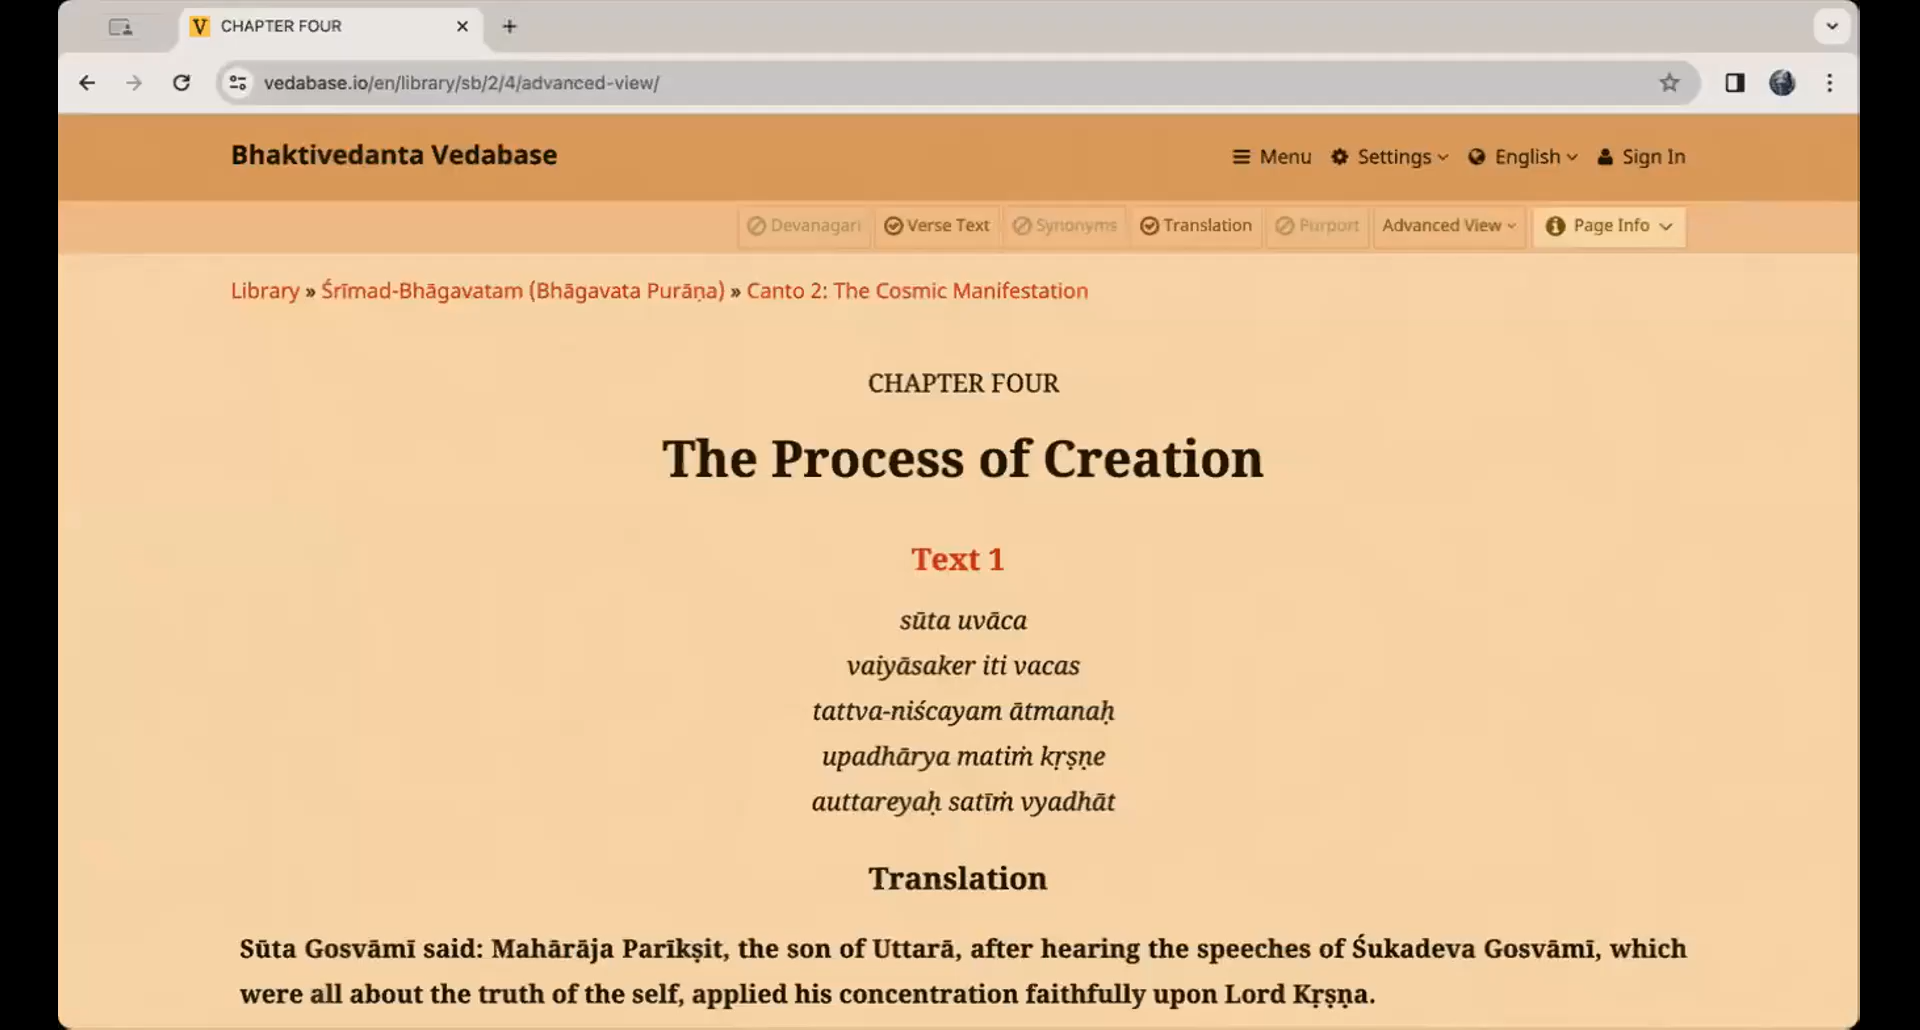 CHAPTER FOUR
vedabase.io/en/library/sb/2/4/advanced-view/
Bhaktivedanta Vedabase
Menu Settings English Sign In
Devanagari Verse Text Synonyms Translation Purport Advanced View Page Info
Library » Śrīmad-Bhāgavatam (Bhāgavata Purāṇa) » Canto 2: The Cosmic Manifestation
CHAPTER FOUR
The Process of Creation
Text 1
sūta uvāca
vaiyāsaker iti vacas
tattva-niścayam ātmanaḥ
upadhārya matiṁ kṛṣṇe
auttareyaḥ satīṁ vyadhāt
Translation
Sūta Gosvāmī said: Mahārāja Parīkṣit, the son of Uttarā, after hearing the speeches of Śukadeva Gosvāmī, which
were all about the truth of the self, applied his concentration faithfully upon Lord Kṛṣṇa.